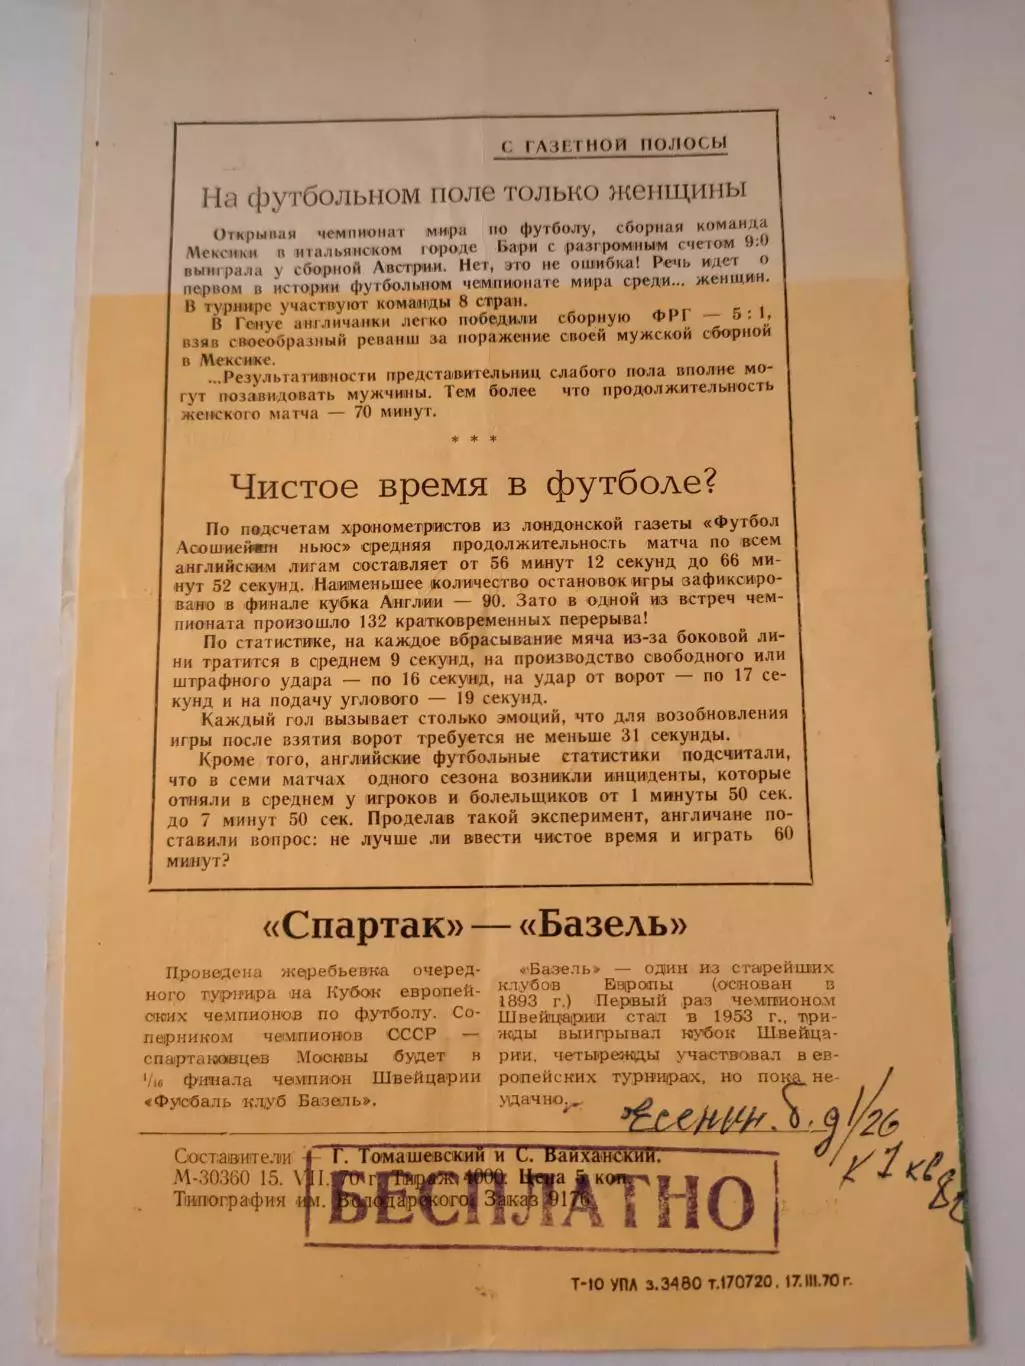 С ГАЗЕТНОЙ ПОЛОСЫ
На футбольном поле только женщины
Открывая чемпионат мира по футболу, сборная команда
Мексики в итальянском городе Бари с разгромным счетом 9:0
выиграла у сборной Австрии. Нет, это не ошибка! Речь идет о
первом в истории футбольном чемпионате мира среди... женщин.
В турнире участвуют команды 8 стран.
В Генуе англичанки легко победили сборную ФРГ — 5:1,
взяв своеобразный реванш за поражение своей мужской сборной
в Мексике.
...Результативности представительниц слабого пола вполне мо-
гут позавидовать мужчины. Тем более что продолжительность
женского матча — 70 минут.
* * *
Чистое время в футболе?
По подсчетам хронометристов из лондонской газеты «Футбол
Асошиейшн ньюс» средняя продолжительность матча по всем
английским лигам составляет от 56 минут 12 секунд до 66 ми-
нут 52 секунд. Наименьшее количество остановок игры зафиксиро-
вано в финале кубка Англии — 90. Зато в одной из встреч чем-
пионата произошло 132 кратковременных перерыва!
По статистике, на каждое вбрасывание мяча из-за боковой ли-
нии тратится в среднем 9 секунд, на производство свободного или
штрафного удара — по 16 секунд, на удар от ворот — по 17 се-
кунд и на подачу углового — 19 секунд.
Каждый гол вызывает столько эмоций, что для возобновления
игры после взятия ворот требуется не меньше 31 секунды.
Кроме того, английские футбольные статистики подсчитали,
что в семи матчах одного сезона возникли инциденты, которые
отняли в среднем у игроков и болельщиков от 1 минуты 50 сек.
до 7 минут 50 сек. Проделав такой эксперимент, англичане по-
ставили вопрос: не лучше ли ввести чистое время и играть 60
минут?
«Спартак» — «Базель»
Проведена жеребьевка очеред-
ного турнира на Кубок европей-
ских чемпионов по футболу. Со-
перником чемпионов СССР —
спартаковцев Москвы будет в
1/16 финала чемпион Швейцарии
«Фусбаль клуб Базель».
«Базель» — один из старейших
клубов Европы (основан в
1893 г.) Первый раз чемпионом
Швейцарии стал в 1953 г., три-
жды выигрывал кубок Швейца-
рии, четырежды участвовал в ев-
ропейских турнирах, но пока не-
удачно.
Есенин. б. д 1/26
к 1 кв
Составители — Г. Томашевский и С. Вайханский.
М-30360 15. VII. 70 г. Тираж 4000. Цена 5 коп.
Типография им. Володарского. Заказ 9176
БЕСПЛАТНО
Т-10 УПЛ з.3480 т.170720. 17.III.70 г.